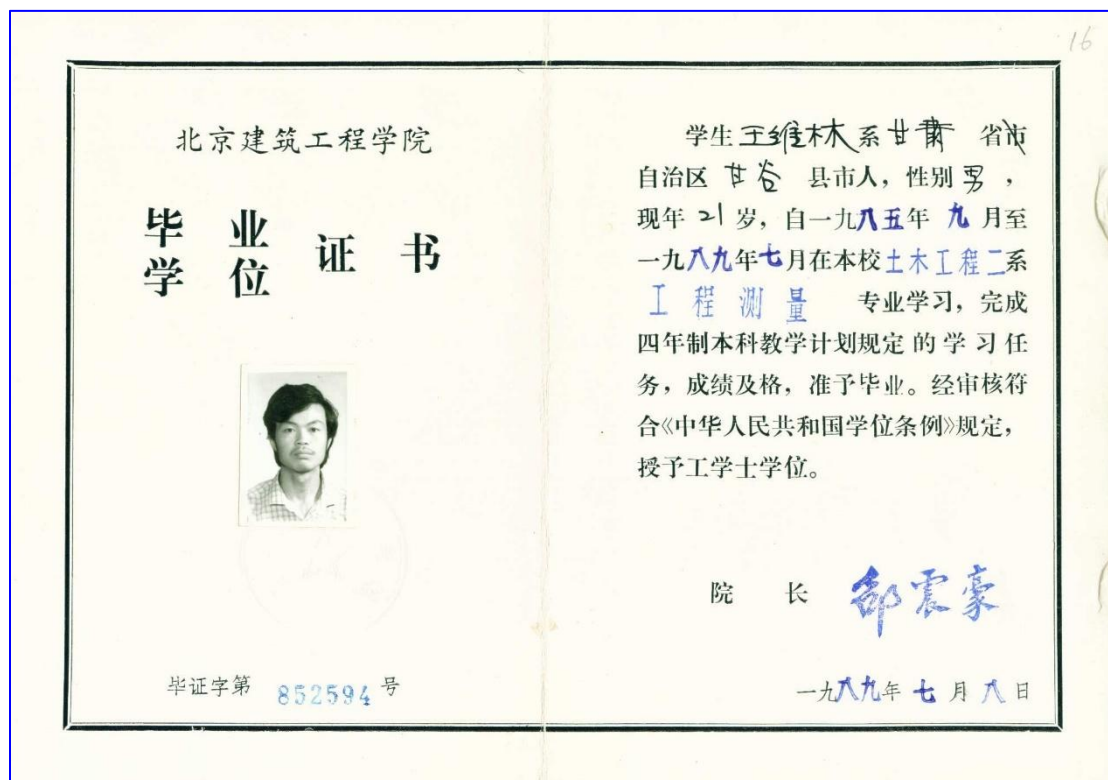 16
北京建筑工程学院
毕业
学位
证书
毕证字第 852594 号
学生王维林系甘肃 省市
自治区 甘谷 县市人，性别男，
现年21岁，自一九八五年九月至
一九八九年七月在本校土木工程二系
工程测量 专业学习，完成
四年制本科教学计划规定的学习任
务，成绩及格，准予毕业。经审核符
合《中华人民共和国学位条例》规定，
授予工学士学位。
院长 邵震豪
一九八九年七月八日